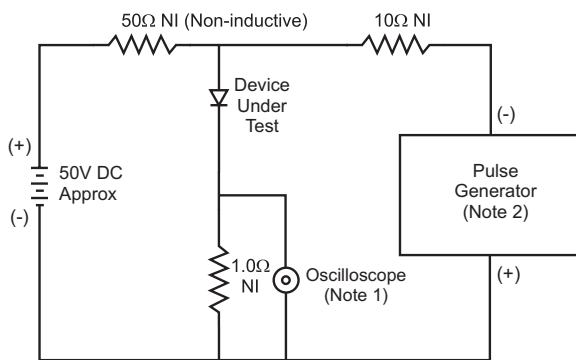 50Ω NI (Non-inductive)
10Ω NI
Device
Under
Test
(-)
(+)
50V DC
Approx
(-)
Pulse
Generator
(Note 2)
1.0Ω
NI
Oscilloscope
(Note 1)
(+)